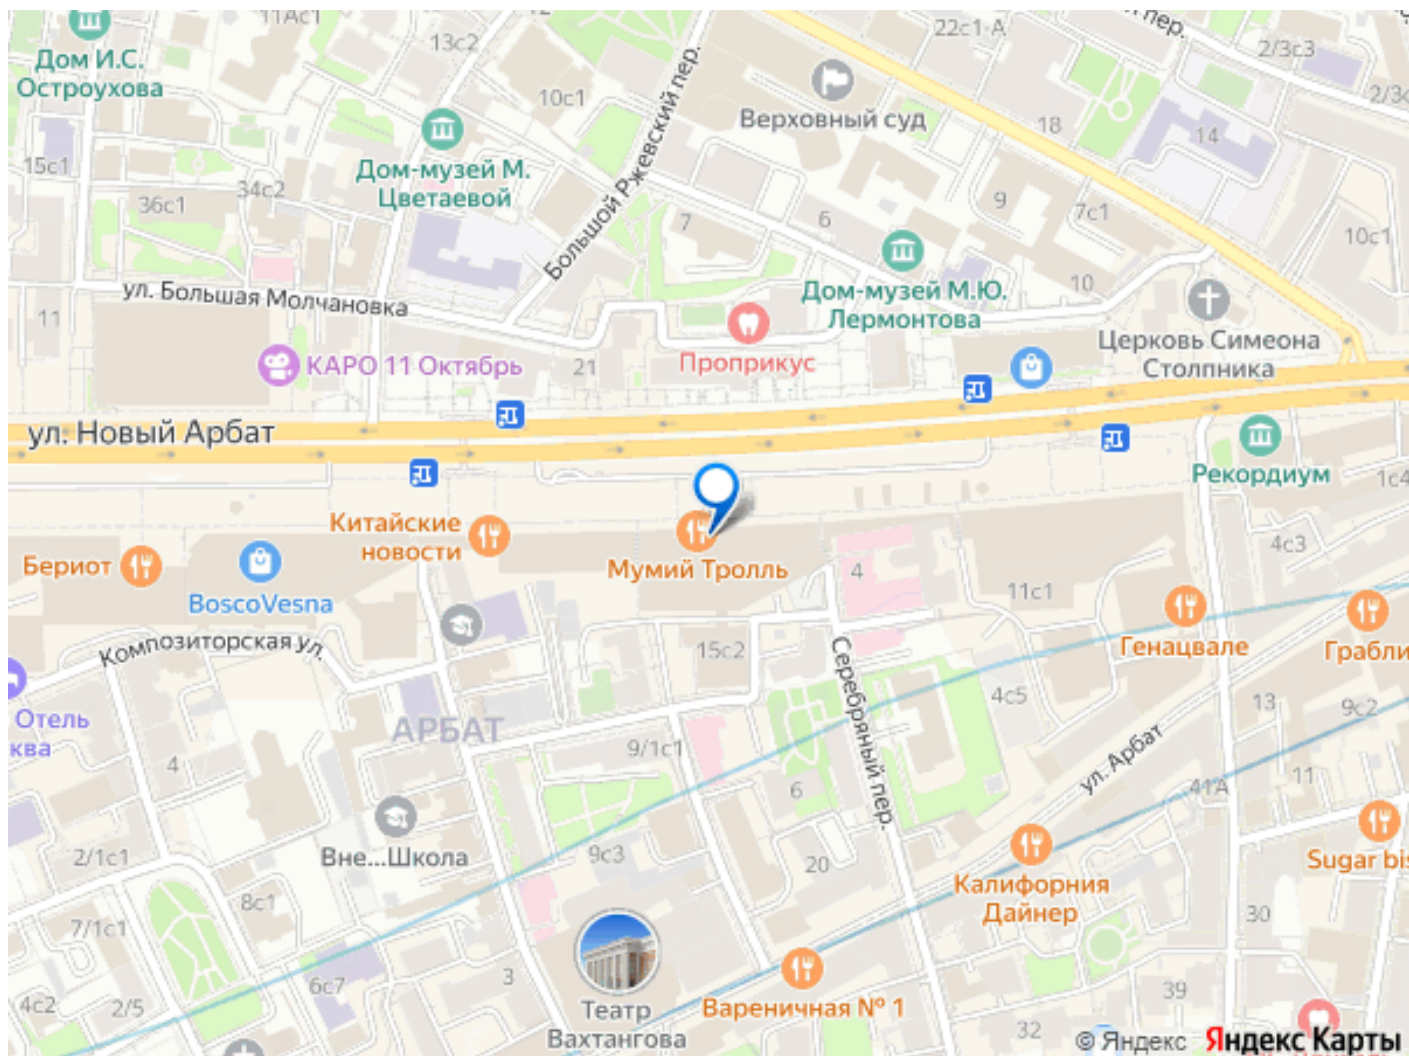 11Ас1
12
13с2
22с1-А
пер.
2/3с3
Дом И.С.
Остроухова
10с1
Большой Ржевский пер.
Верховный суд
18
14
15с1
Дом-музей М.
Цветаевой
34с2
36с1
7
6
9
7с1
10с1
Дом-музей М.Ю.
Лермонтова
10
ул. Большая Молчановка
11
Проприкус
Церковь Симеона
Столпника
КАРО 11 Октябрь
21
ул. Новый Арбат
Рекордиум
1с4
Китайские
новости
Бериот
BoscoVesna
Мумий Тролль
4
4с3
11с1
Генацвале
Грабли
Композиторская ул.
15с2
Серебряный пер.
Отель
ква
АРБАТ
4с5
13
9с2
9/1с1
ул. Арбат
4
6
41А
11
2/1с1
Вне...Школа
9с3
20
Калифорния
Дайнер
Sugar bis
8с1
7/1с1
30
6с7
3
4с2
2/5
Театр
Вахтангова
Вареничная № 1
39
32
© Яндекс Яндекс Карты